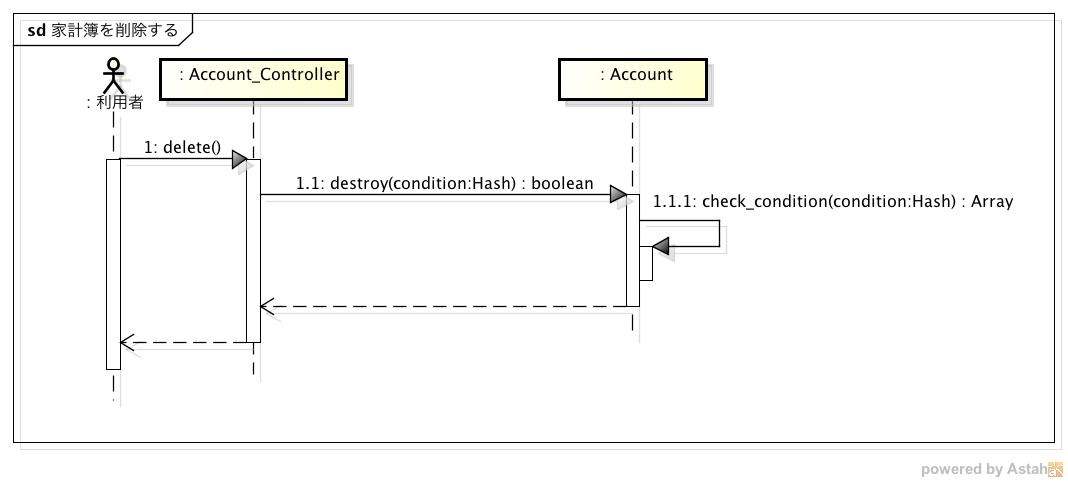 sd 家計簿を削除する
: 利用者
: Account_Controller
: Account
1: delete()
1.1: destroy(condition:Hash) : boolean
1.1.1: check_condition(condition:Hash) : Array
powered by Astah